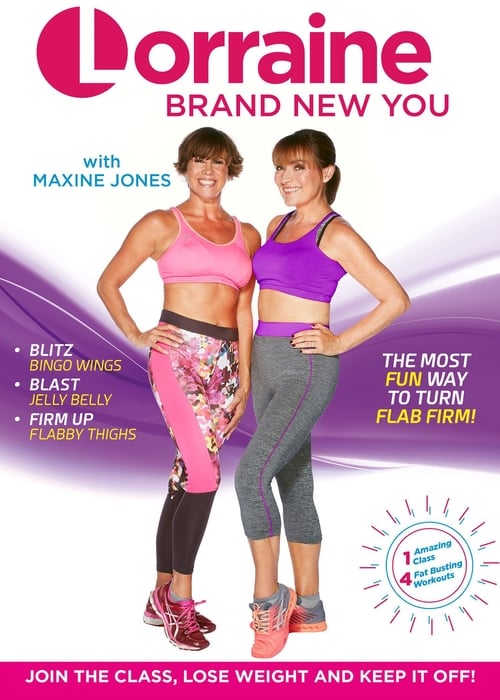 Lorraine
BRAND NEW YOU
with
MAXINE JONES
• BLITZ
BINGO WINGS
• BLAST
JELLY BELLY
• FIRM UP
FLABBY THIGHS
THE MOST
FUN WAY
TO TURN
FLAB FIRM!
1 Amazing
Class
4 Fat Busting
Workouts
JOIN THE CLASS, LOSE WEIGHT AND KEEP IT OFF!